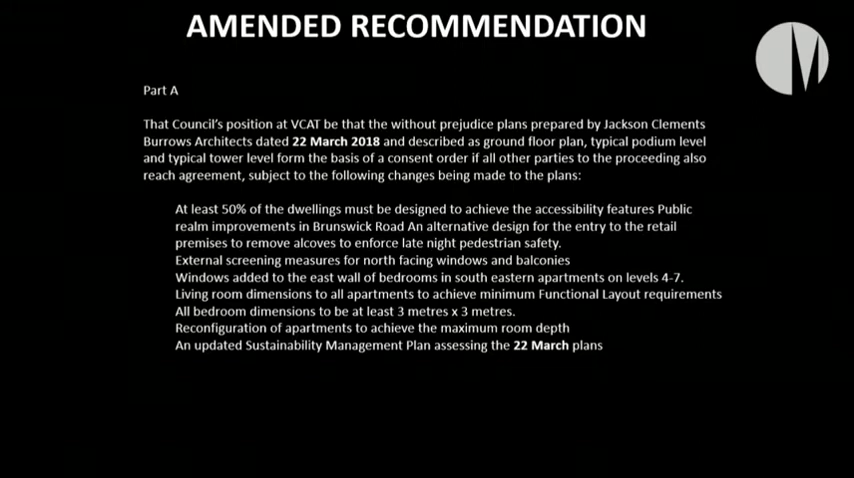 AMENDED RECOMMENDATION
Part A
That Council's position at VCAT be that the without prejudice plans prepared by Jackson Clements
Burrows Architects dated 22 March 2018 and described as ground floor plan, typical podium level
and typical tower level form the basis of a consent order if all other parties to the proceeding also
reach agreement, subject to the following changes being made to the plans:
At least 50% of the dwellings must be designed to achieve the accessibility features Public
realm improvements in Brunswick Road An alternative design for the entry to the retail
premises to remove alcoves to enforce late night pedestrian safety.
External screening measures for north facing windows and balconies
Windows added to the east wall of bedrooms in south eastern apartments on levels 4-7.
Living room dimensions to all apartments to achieve minimum Functional Layout requirements
All bedroom dimensions to be at least 3 metres x 3 metres.
Reconfiguration of apartments to achieve the maximum room depth
An updated Sustainability Management Plan assessing the 22 March plans